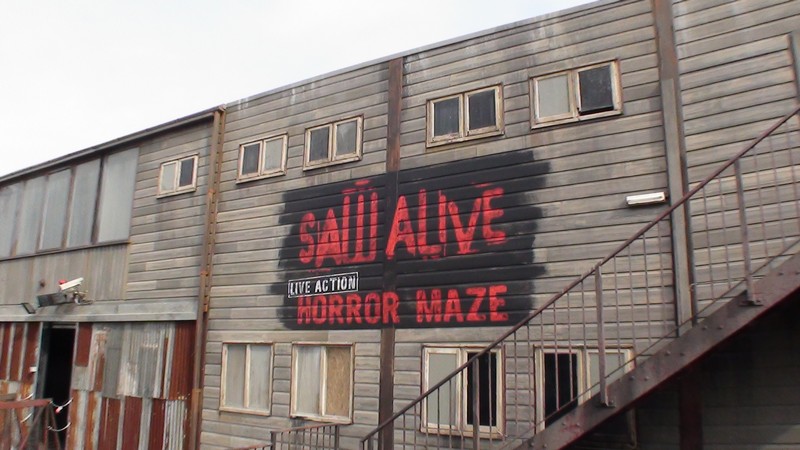 SAW ALIVE
LIVE ACTION
HORROR MAZE